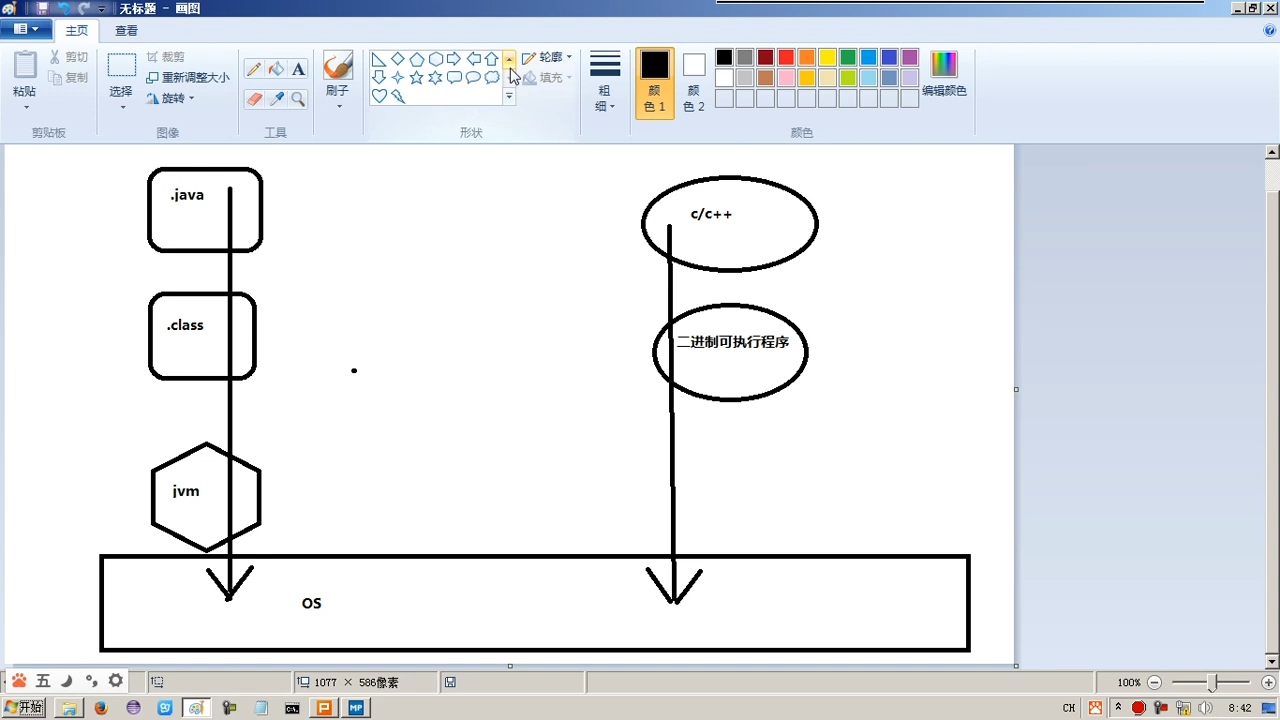 无标题 - 画图
主页 查看
粘贴
剪切
复制
剪贴板
选择
裁剪
重新调整大小
旋转
图像
A
工具
刷子
轮廓
填充
形状
粗
细
颜
色 1
颜
色 2
编辑颜色
颜色
.java
c/c++
.class
二进制可执行程序
jvm
OS
五
1077 × 586像素
100%
开始
CH
8:42